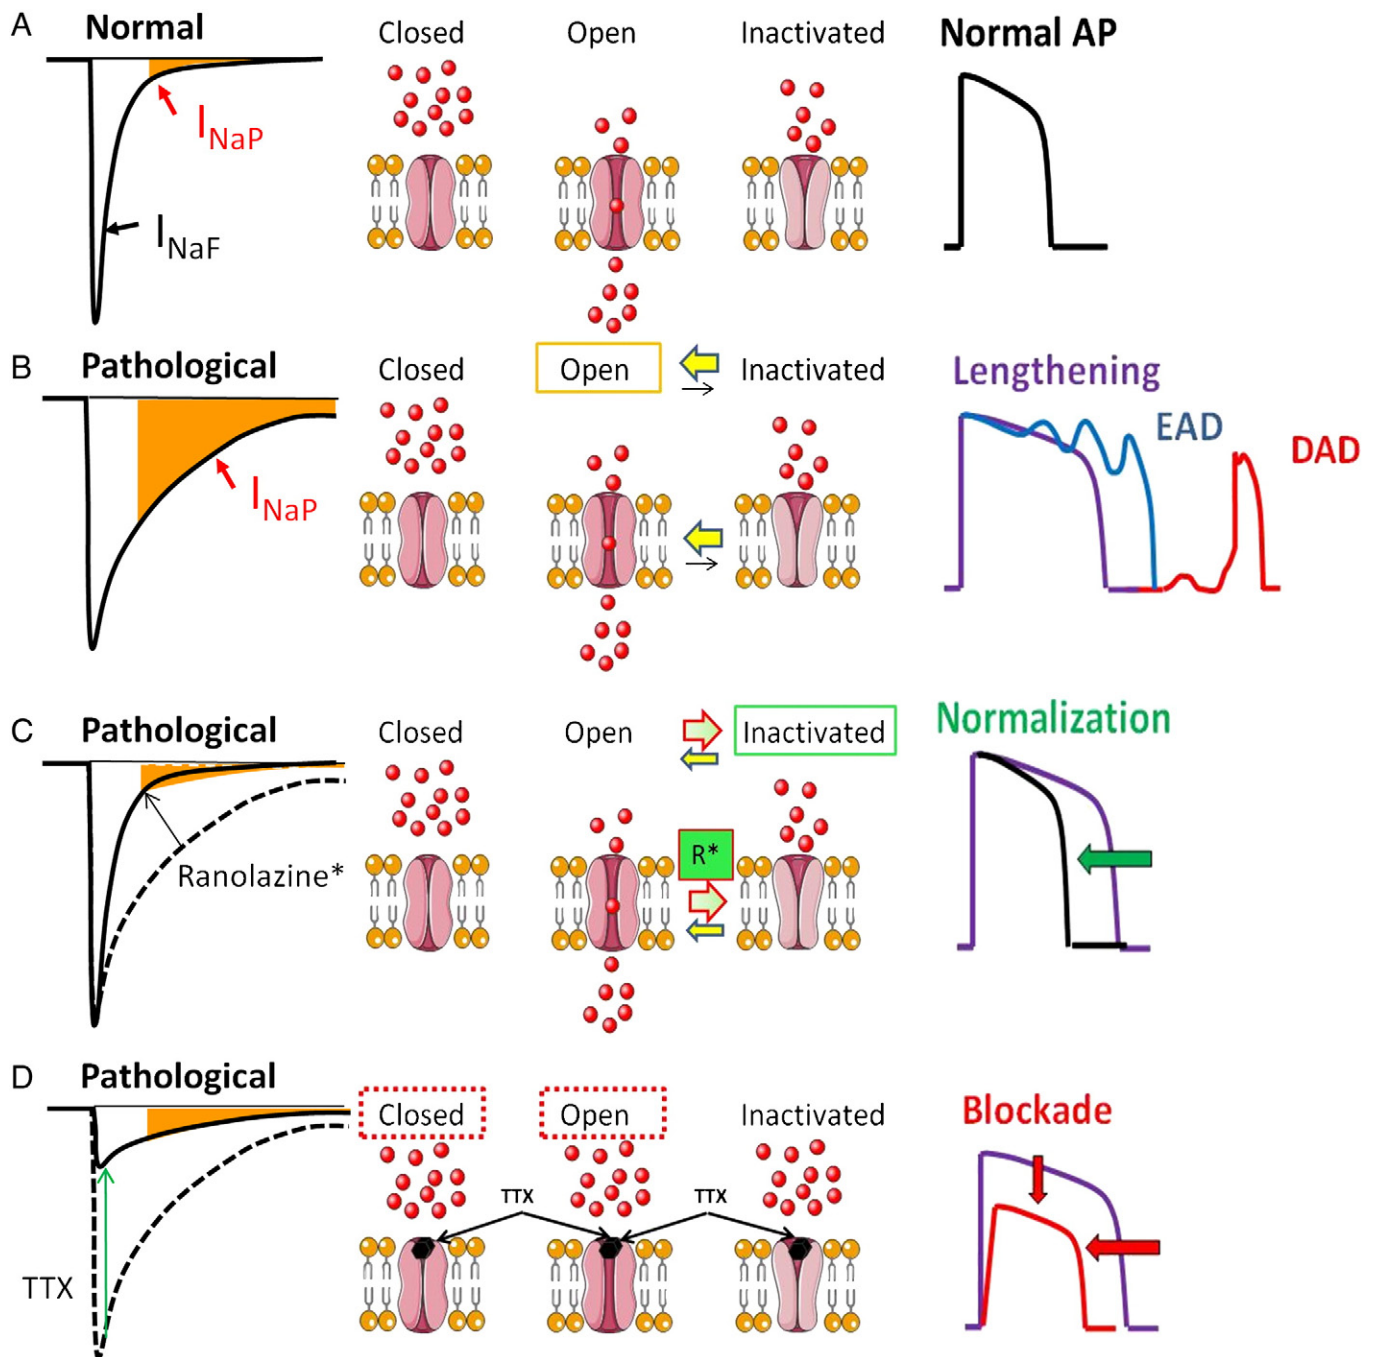 A
Normal
Closed
Open
Inactivated
Normal AP
INaP
INaF
B
Pathological
Closed
Open
Inactivated
Lengthening
EAD
DAD
INaP
C
Pathological
Closed
Open
Inactivated
Normalization
R*
Ranolazine*
D
Pathological
Closed
Open
Inactivated
Blockade
TTX
TTX
TTX